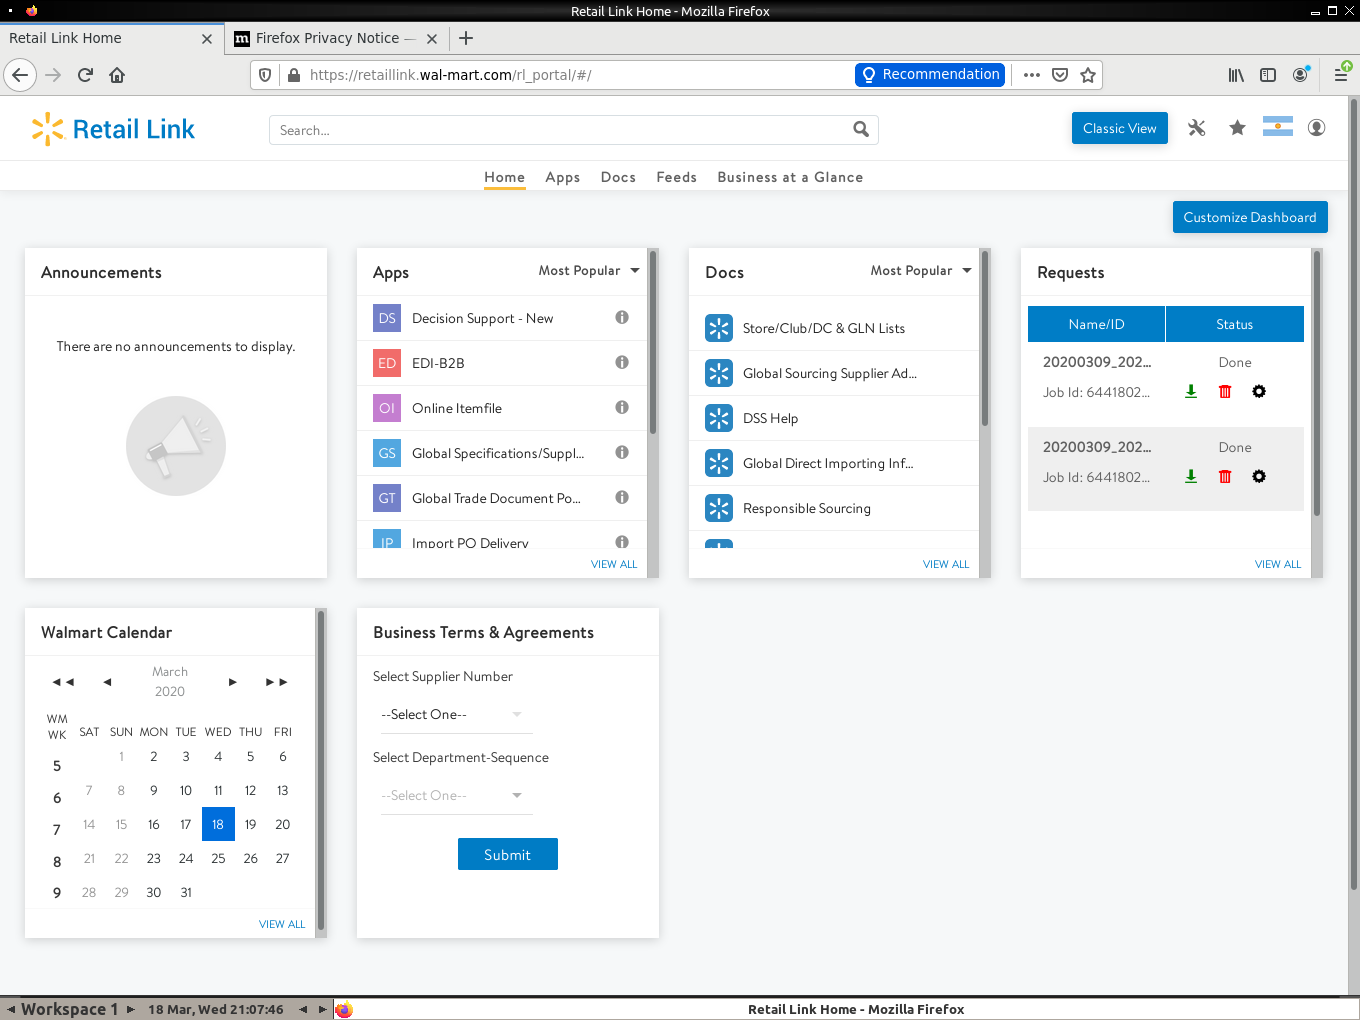 Retail Link Home - Mozilla Firefox
Retail Link Home
m
Firefox Privacy Notice —
https://retaillink.wal-mart.com/rl_portal/#/
Recommendation
Retail Link
Search...
Classic View
Home
Apps
Docs
Feeds
Business at a Glance
Customize Dashboard
Announcements
There are no announcements to display.
Apps
Most Popular
DS Decision Support - New
ED EDI-B2B
OI Online Itemfile
GS Global Specifications/Suppl...
GT Global Trade Document Po...
IP Import PO Delivery
VIEW ALL
Docs
Most Popular
Store/Club/DC & GLN Lists
Global Sourcing Supplier Ad...
DSS Help
Global Direct Importing Inf...
Responsible Sourcing
VIEW ALL
Requests
Name/ID Status
20200309_202... Done
Job Id: 6441802...
20200309_202... Done
Job Id: 6441802...
VIEW ALL
Walmart Calendar
March
2020
WM
WK SAT SUN MON TUE WED THU FRI
5 1 2 3 4 5 6
6 7 8 9 10 11 12 13
7 14 15 16 17 18 19 20
8 21 22 23 24 25 26 27
9 28 29 30 31
VIEW ALL
Business Terms & Agreements
Select Supplier Number
--Select One--
Select Department-Sequence
--Select One--
Submit
Workspace 1
18 Mar, Wed 21:07:46
Retail Link Home - Mozilla Firefox